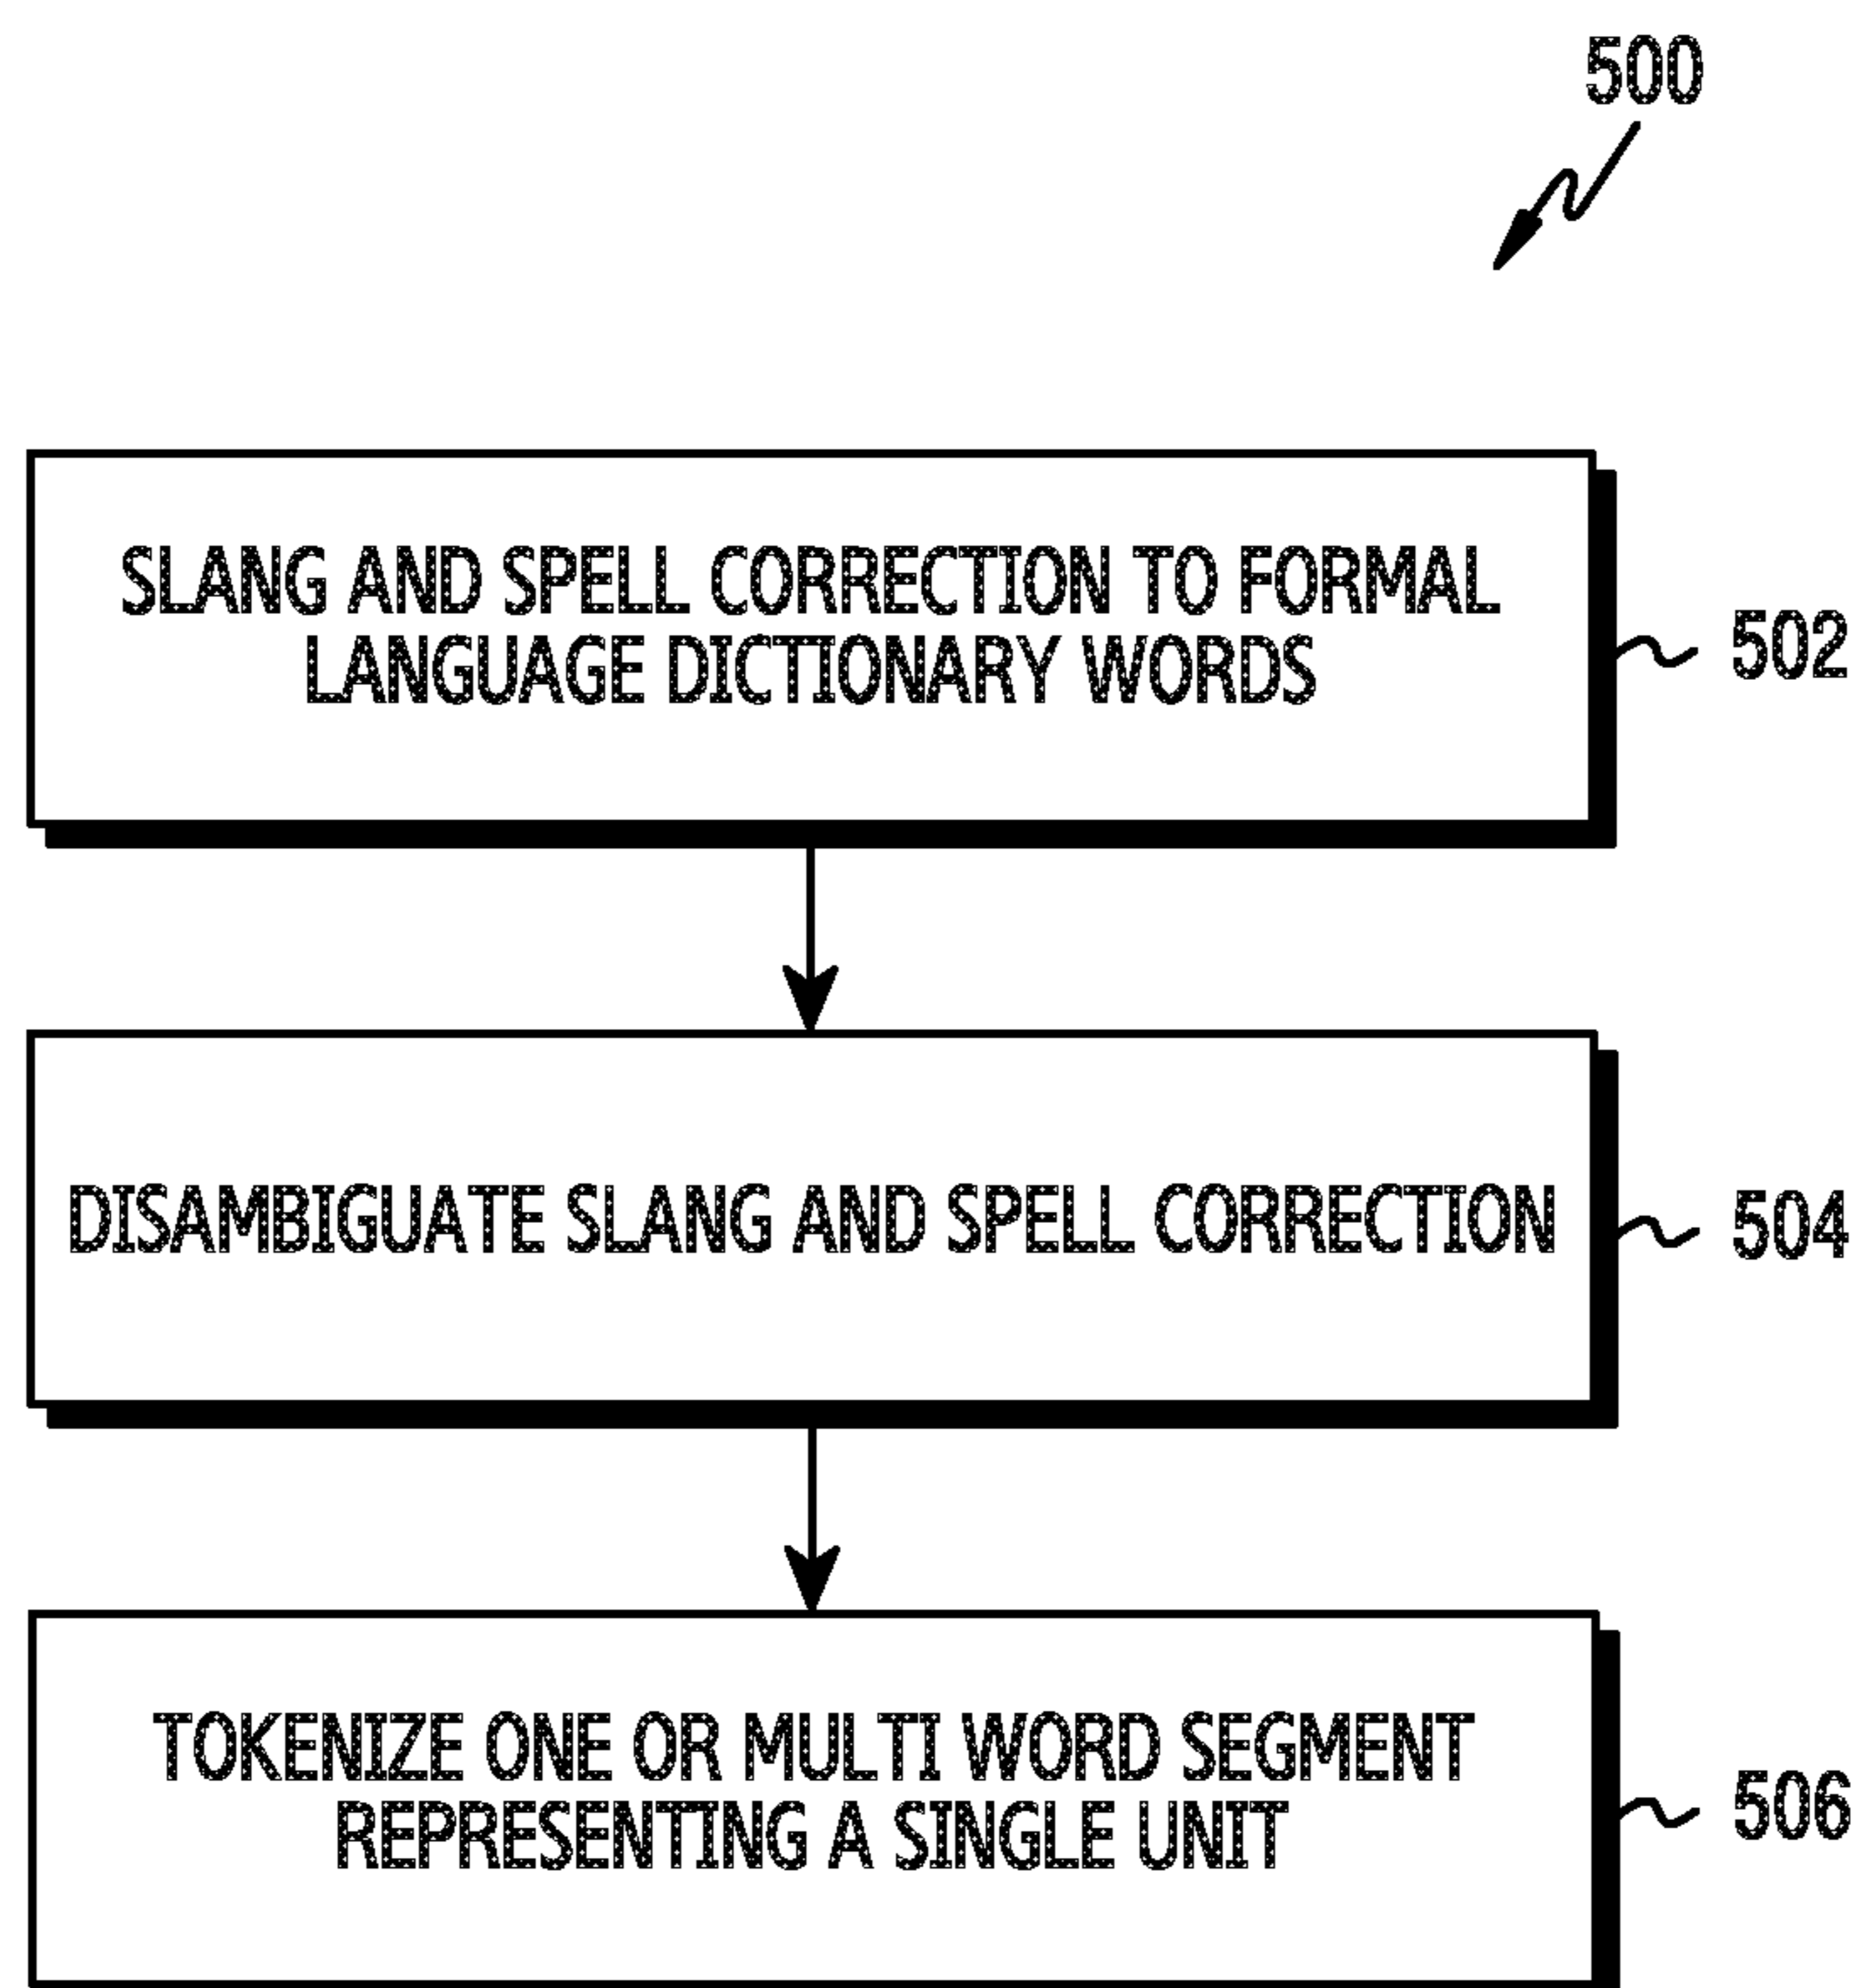 500
SLANG AND SPELL CORRECTION TO FORMAL
LANGUAGE DICTIONARY WORDS
502
DISAMBIGUATE SLANG AND SPELL CORRECTION
504
TOKENIZE ONE OR MULTI WORD SEGMENT
REPRESENTING A SINGLE UNIT
506